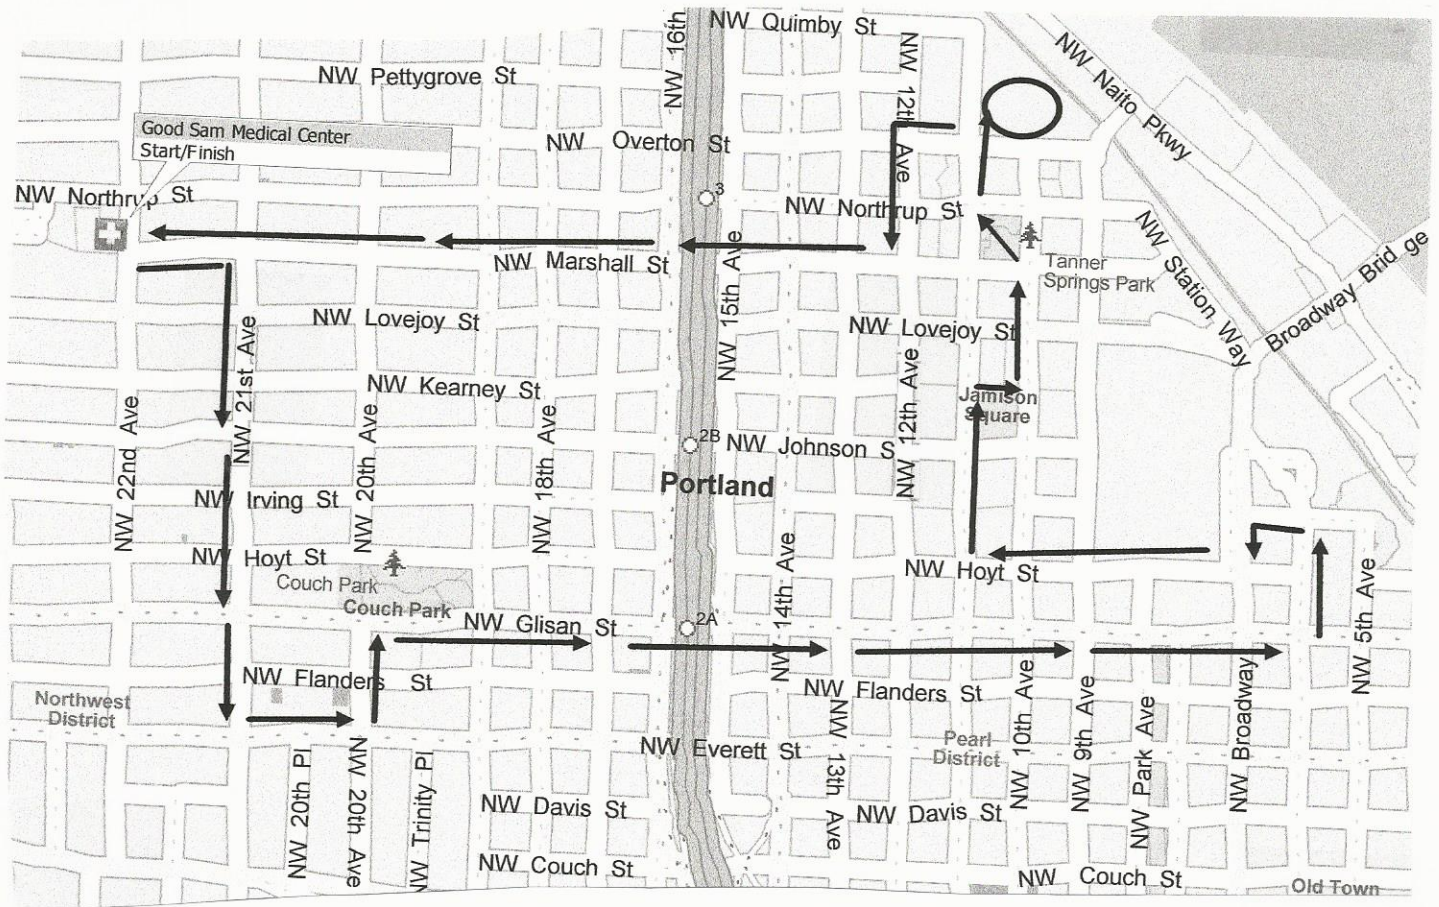 NW Quimby St
NW 16th
NW 12th Ave
NW Naito Pkwy
NW Pettygrove St
Good Sam Medical Center
Start/Finish
NW Overton St
NW Northrup St
3
NW Northrup St
NW Station Way
Broadway Brid ge
NW Marshall St
NW 15th Ave
Tanner
Springs Park
NW Lovejoy St
NW Lovejoy St
NW 21st Ave
NW Kearney St
NW 12th Ave
Jamison
Square
NW 22nd Ave
NW 20th Ave
NW 18th Ave
2B
NW Johnson S
Portland
NW Irving St
NW Hoyt St
NW 14th Ave
NW Hoyt St
NW 5th Ave
Couch Park
Couch Park
NW Glisan St
2A
NW Flanders St
NW Flanders St
Northwest
District
NW 10th Ave
NW 9th Ave
NW Park Ave
NW Broadway
NW Everett St
NW 13th Ave
Pearl
District
NW 20th Pl
NW 20th Ave
NW Trinity Pl
NW Davis St
NW Davis St
NW Couch St
NW Couch St
Old Town